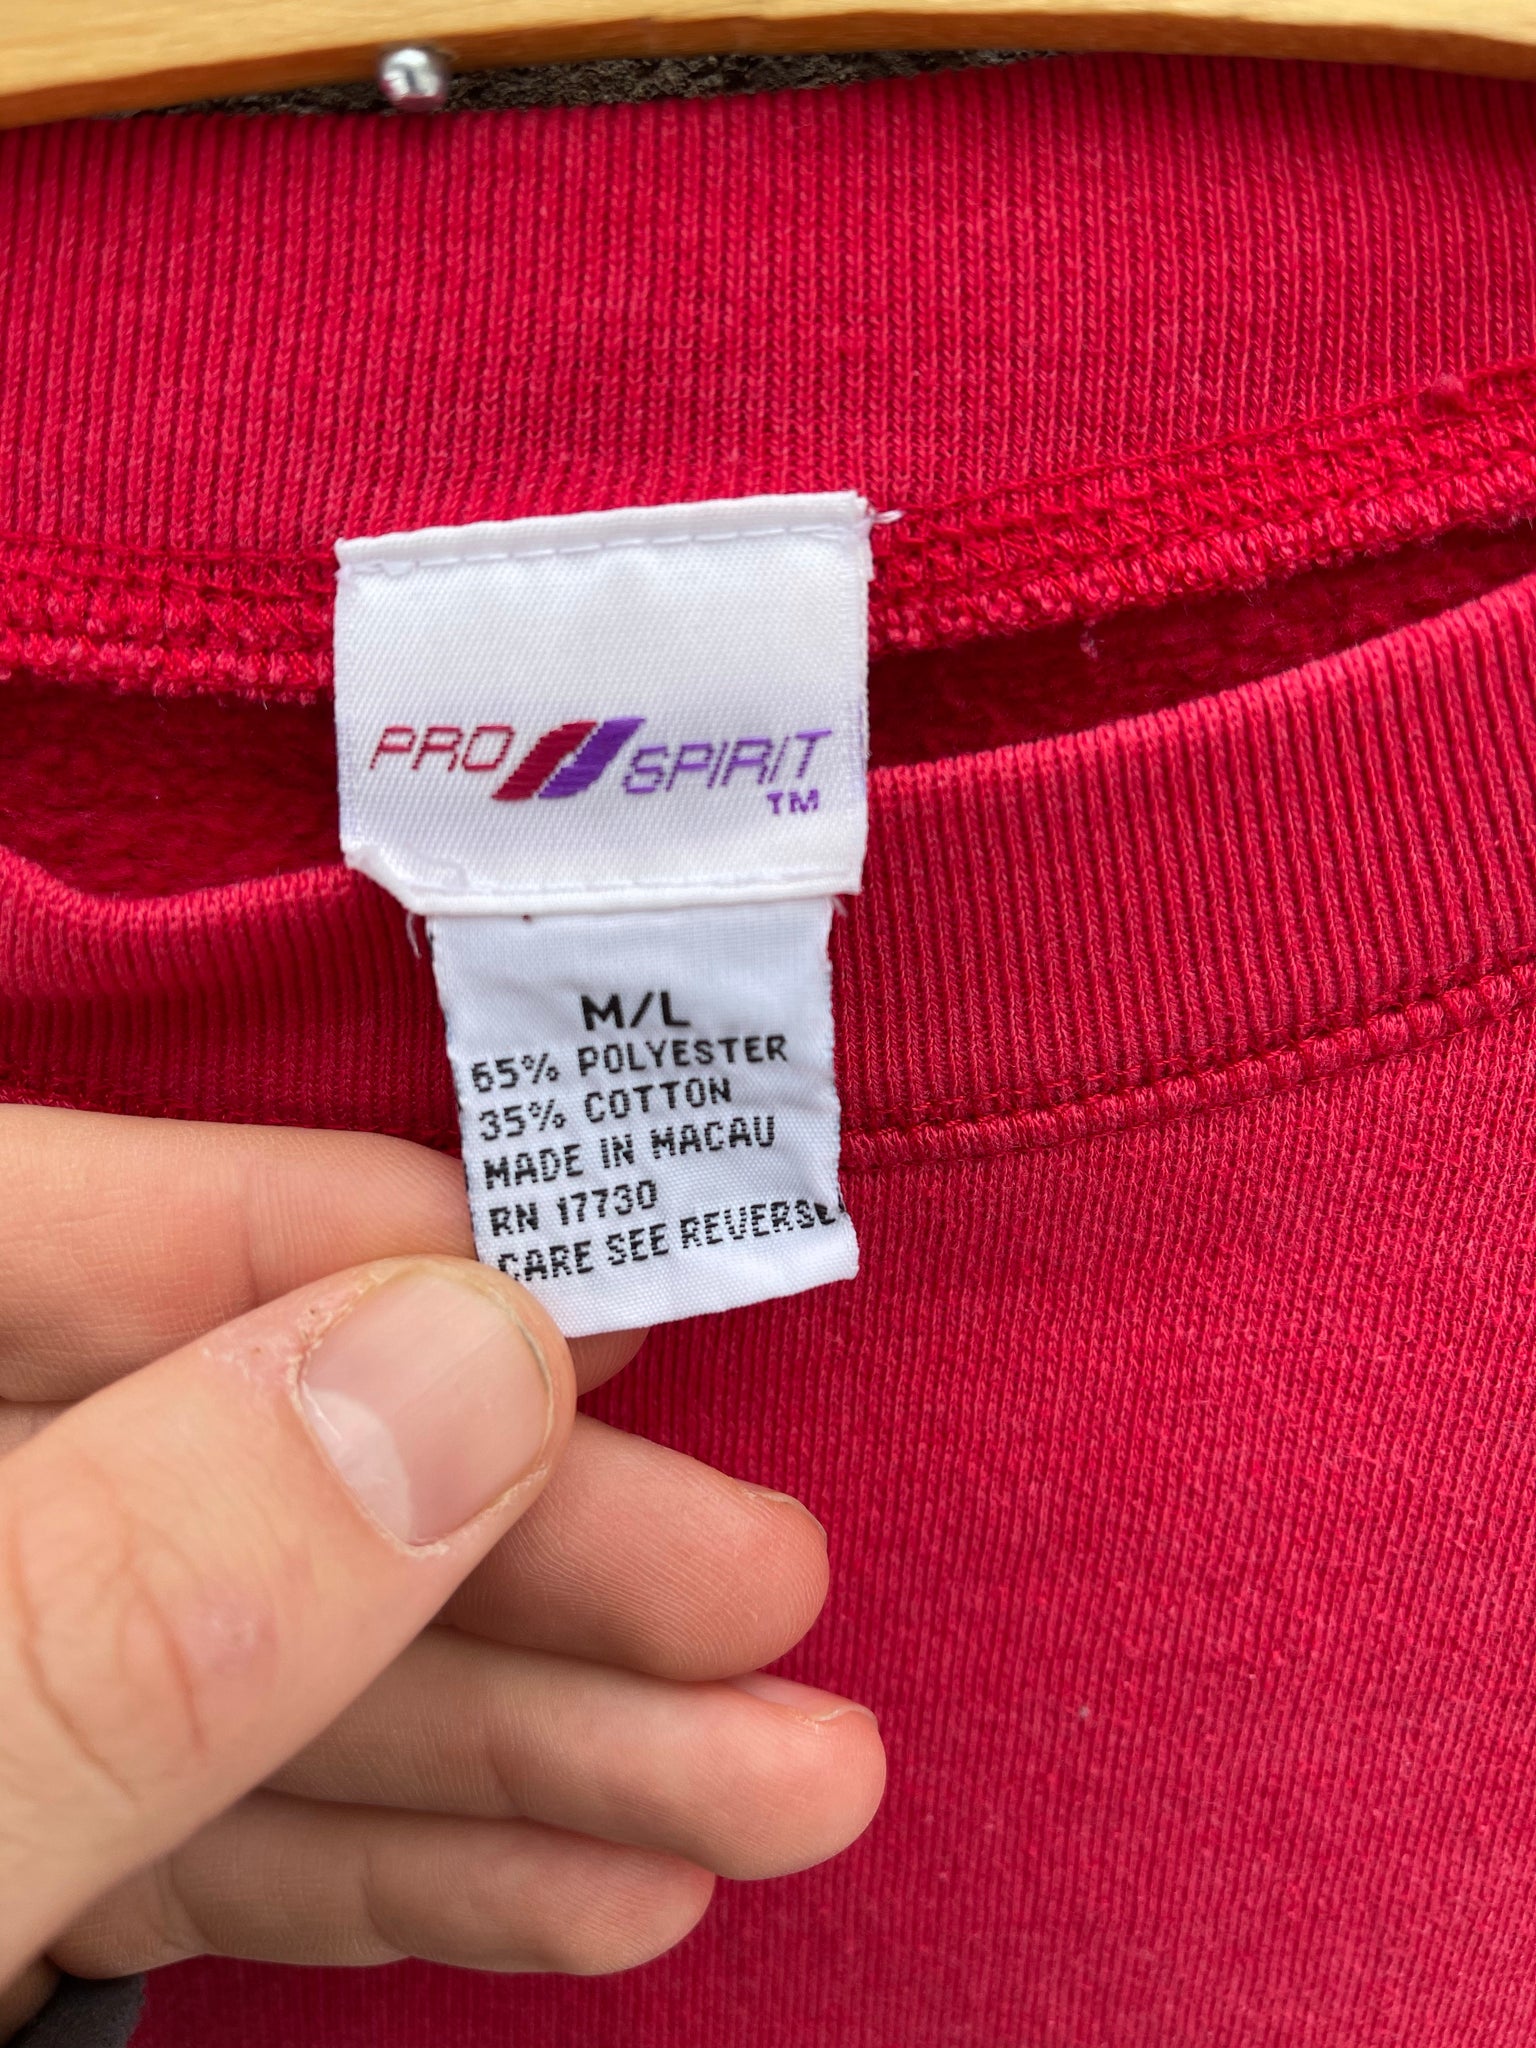 PRO SPIRIT
TM
M/L
65% POLYESTER
35% COTTON
MADE IN MACAU
RN 17730
CARE SEE REVERSE